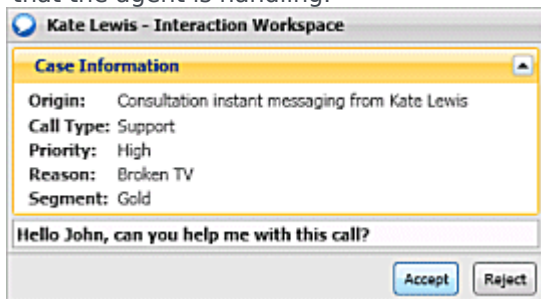 that the agent is handling.
Kate Lewis - Interaction Workspace
Case Information
Origin: Consultation instant messaging from Kate Lewis
Call Type: Support
Priority: High
Reason: Broken TV
Segment: Gold
Hello John, can you help me with this call?
Accept Reject